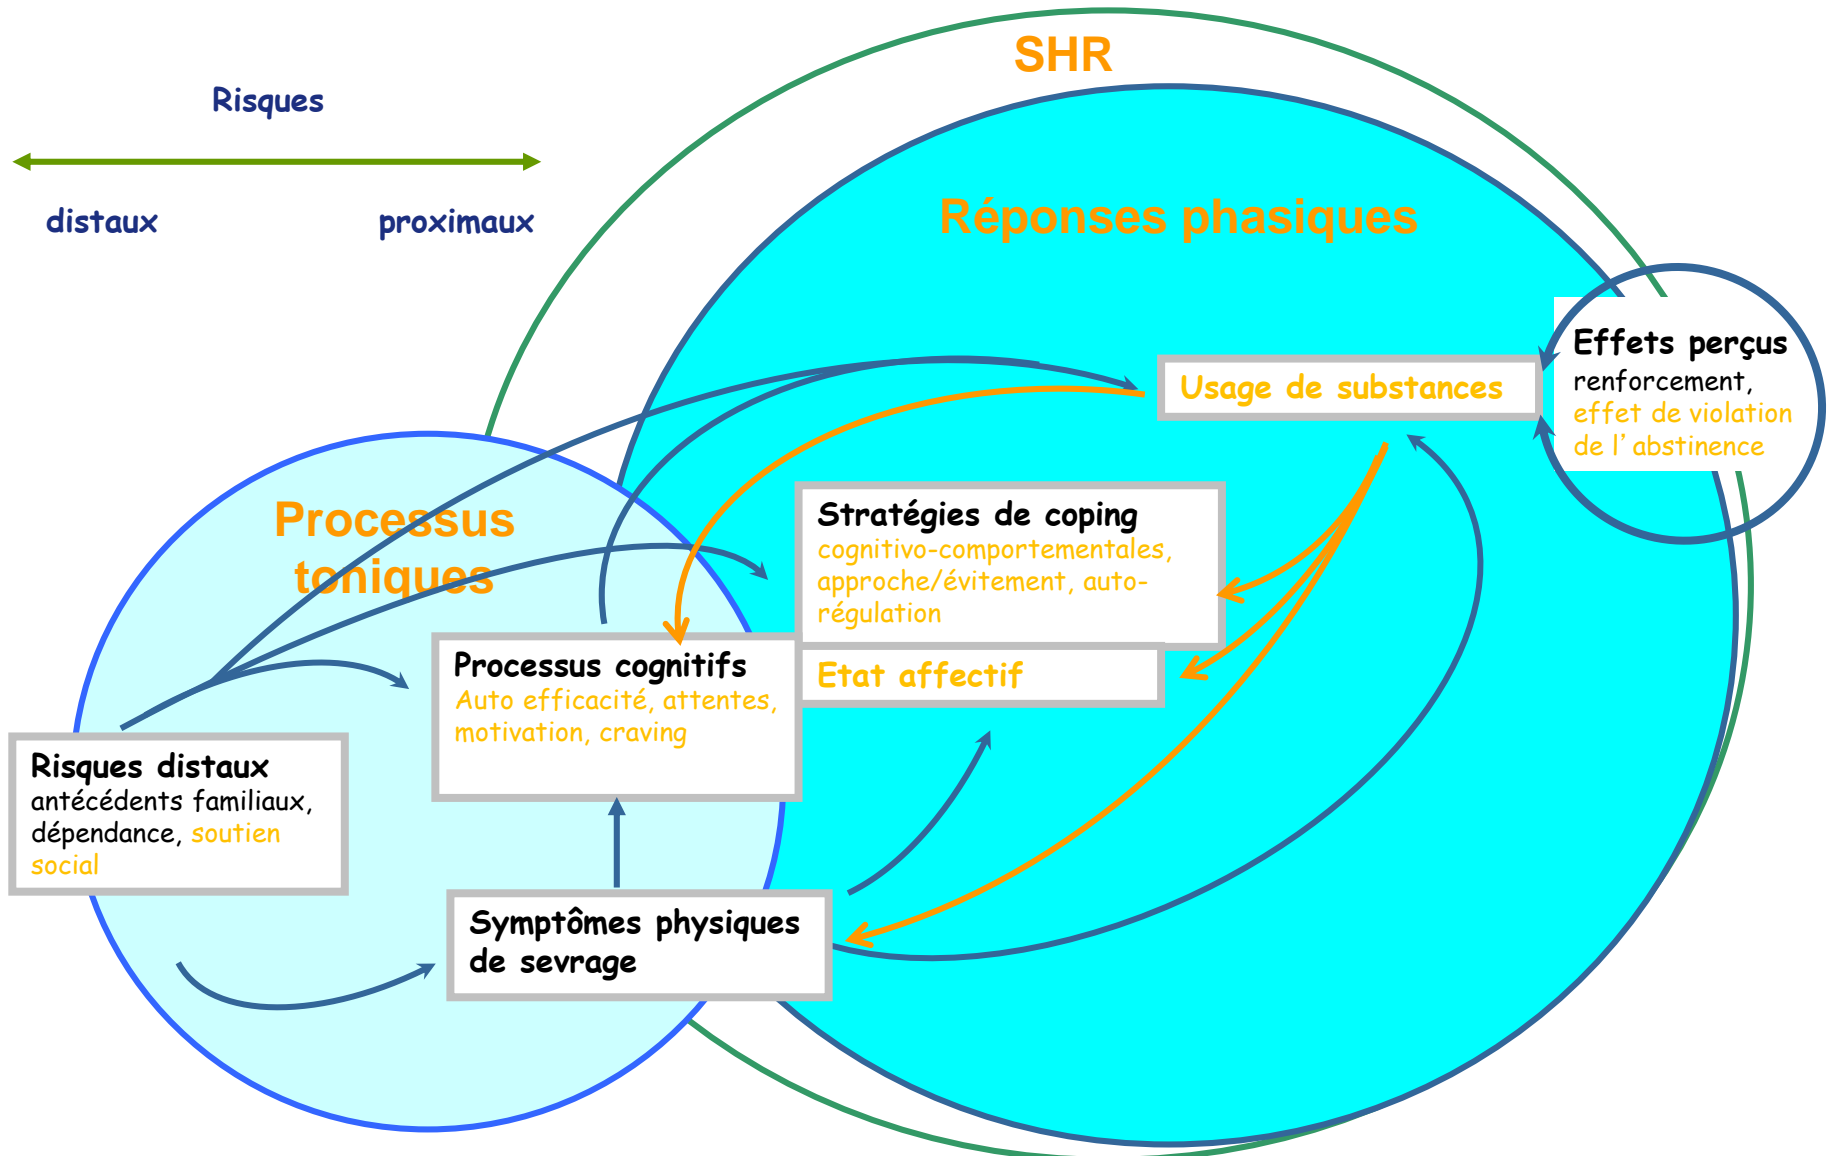 SHR
Risques
distaux
proximaux
Réponses phasiques
Effets perçus
renforcement,
effet de violation
de l’abstinence
Usage de substances
Processus
toniques
Stratégies de coping
cognitivo-comportementales,
approche/évitement, auto-
régulation
Etat affectif
Processus cognitifs
Auto efficacité, attentes,
motivation, craving
Risques distaux
antécédents familiaux,
dépendance, soutien
social
Symptômes physiques
de sevrage